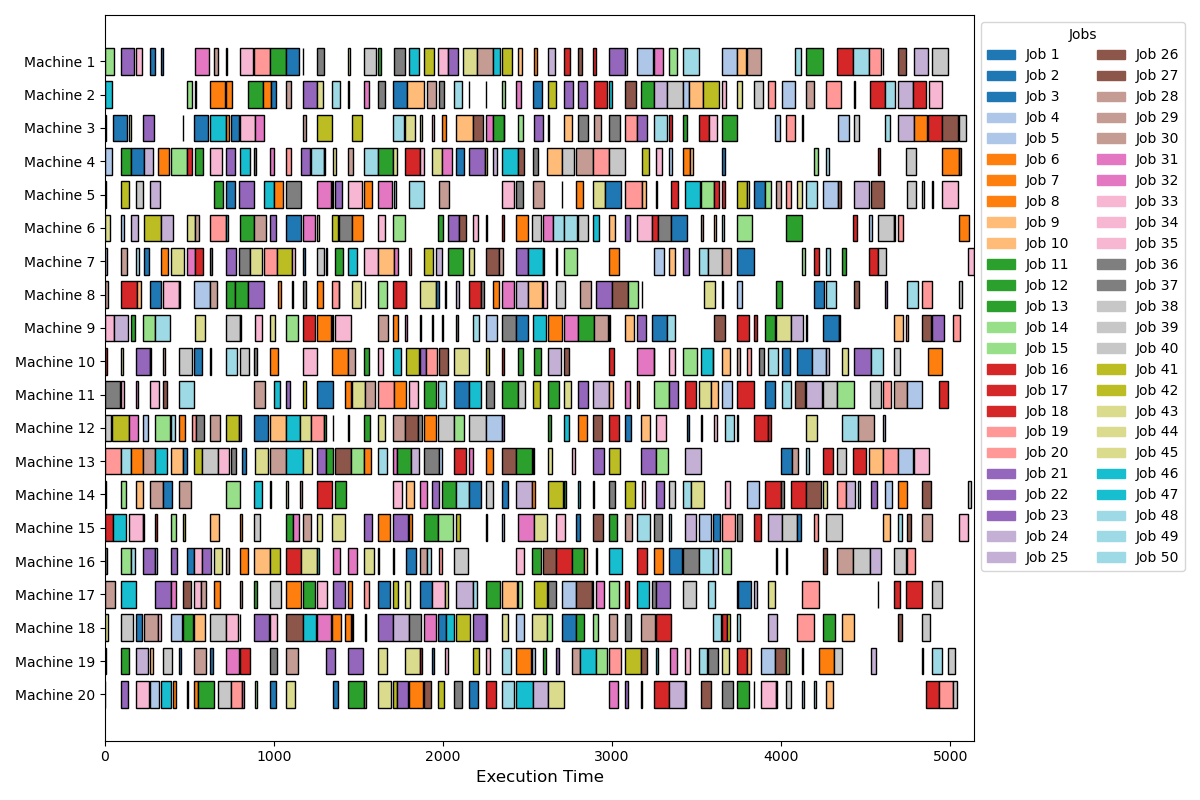 Machine 1
Machine 2
Machine 3
Machine 4
Machine 5
Machine 6
Machine 7
Machine 8
Machine 9
Machine 10
Machine 11
Machine 12
Machine 13
Machine 14
Machine 15
Machine 16
Machine 17
Machine 18
Machine 19
Machine 20
0 1000 2000 3000 4000 5000
Execution Time
Jobs
Job 1 Job 26
Job 2 Job 27
Job 3 Job 28
Job 4 Job 29
Job 5 Job 30
Job 6 Job 31
Job 7 Job 32
Job 8 Job 33
Job 9 Job 34
Job 10 Job 35
Job 11 Job 36
Job 12 Job 37
Job 13 Job 38
Job 14 Job 39
Job 15 Job 40
Job 16 Job 41
Job 17 Job 42
Job 18 Job 43
Job 19 Job 44
Job 20 Job 45
Job 21 Job 46
Job 22 Job 47
Job 23 Job 48
Job 24 Job 49
Job 25 Job 50